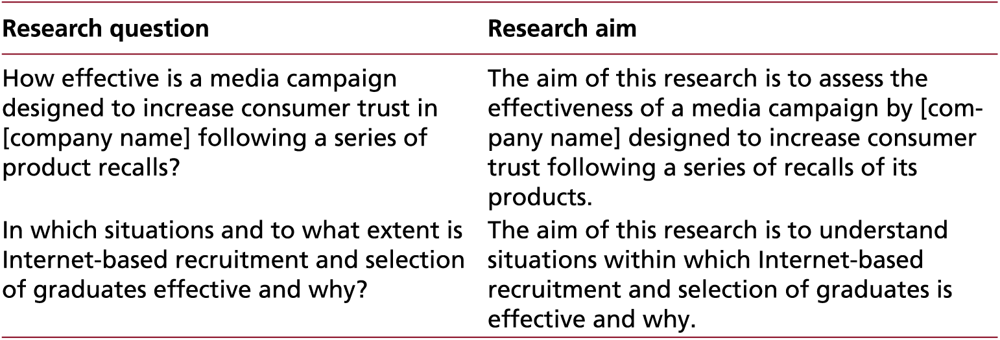 Research question
Research aim
How effective is a media campaign
designed to increase consumer trust in
[company name] following a series of
product recalls?
The aim of this research is to assess the
effectiveness of a media campaign by [com-
pany name] designed to increase consumer
trust following a series of recalls of its
products.
In which situations and to what extent is
Internet-based recruitment and selection
of graduates effective and why?
The aim of this research is to understand
situations within which Internet-based
recruitment and selection of graduates is
effective and why.